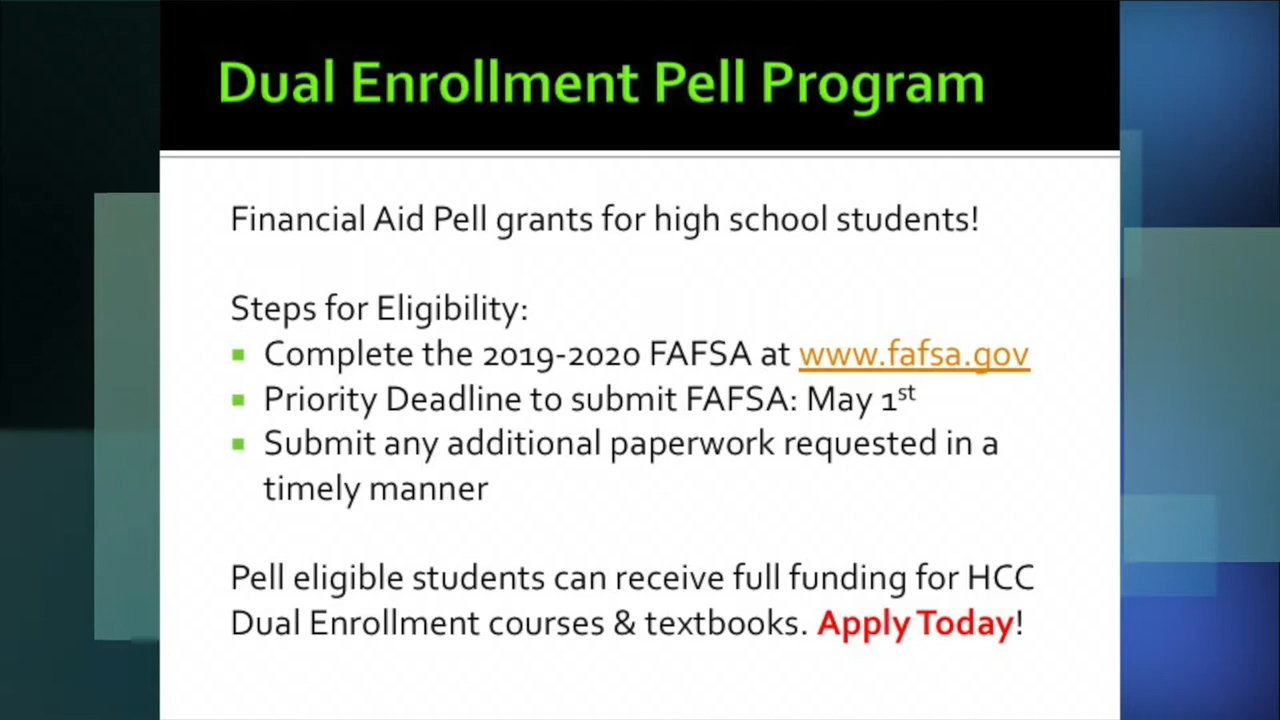 Dual Enrollment Pell Program
Financial Aid Pell grants for high school students!
Steps for Eligibility:
Complete the 2019-2020 FAFSA at www.fafsa.gov
Priority Deadline to submit FAFSA: May 1st
Submit any additional paperwork requested in a
timely manner
Pell eligible students can receive full funding for HCC
Dual Enrollment courses & textbooks. Apply Today!